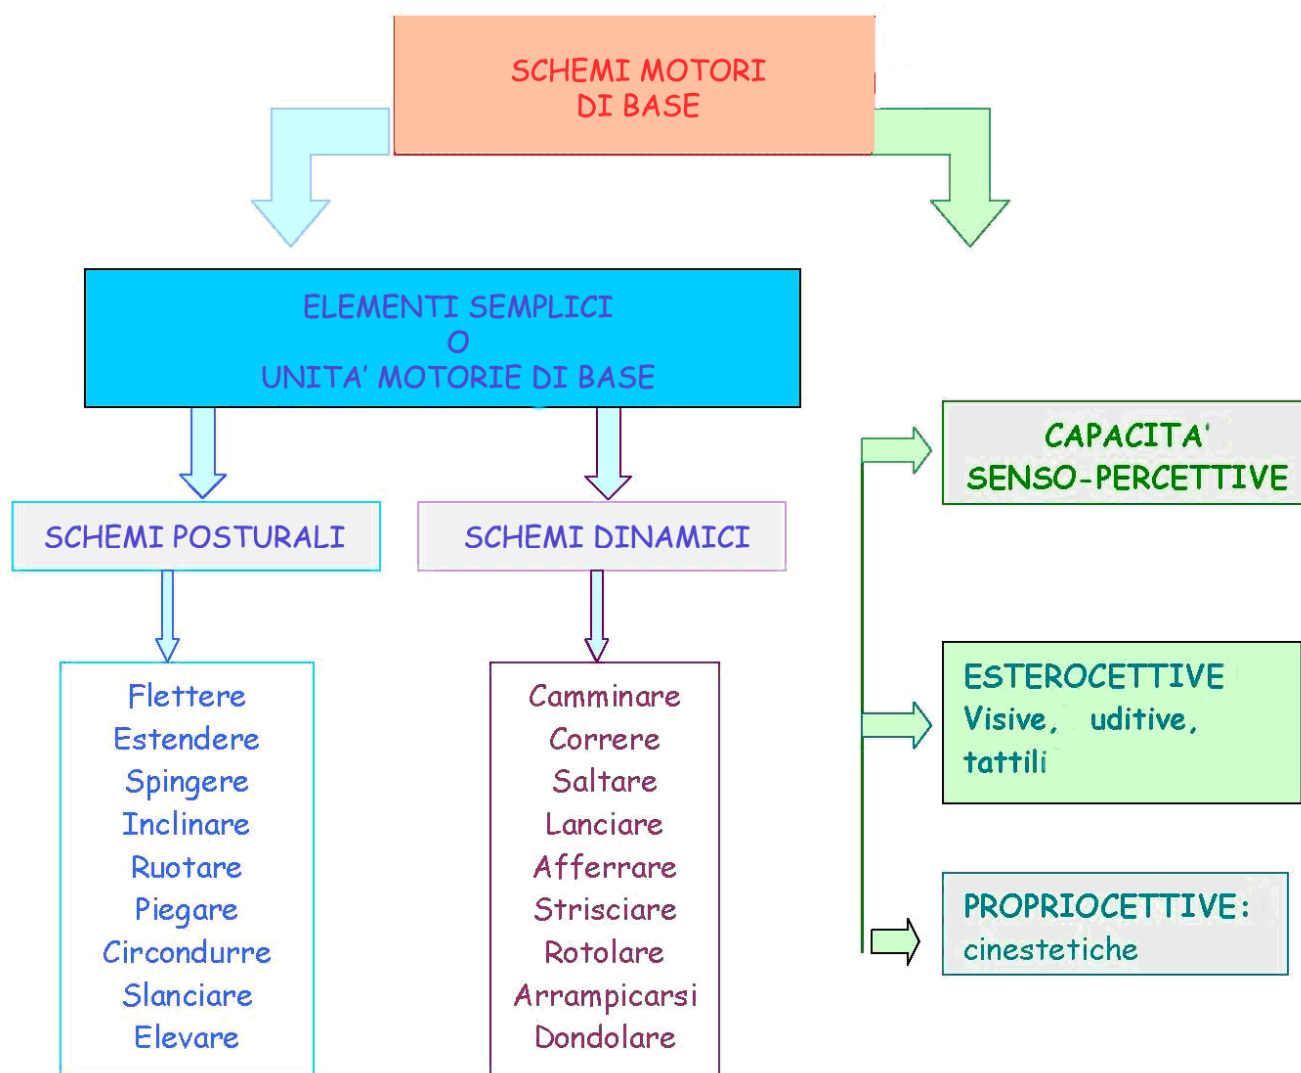 SCHEMI MOTORI
DI BASE
ELEMENTI SEMPLICI
O
UNITA' MOTORIE DI BASE
SCHEMI POSTURALI
Flettere
Estendere
Spingere
Inclinare
Ruotare
Piegare
Circondurre
Slanciare
Elevare
SCHEMI DINAMICI
Camminare
Correre
Saltare
Lanciare
Afferrare
Strisciare
Rotolare
Arrampicarsi
Dondolare
CAPACITA'
SENSO-PERCETTIVE
ESTEROCETTIVE
Visive, uditive,
tattili
PROPRIOCETTIVE:
cinestetiche